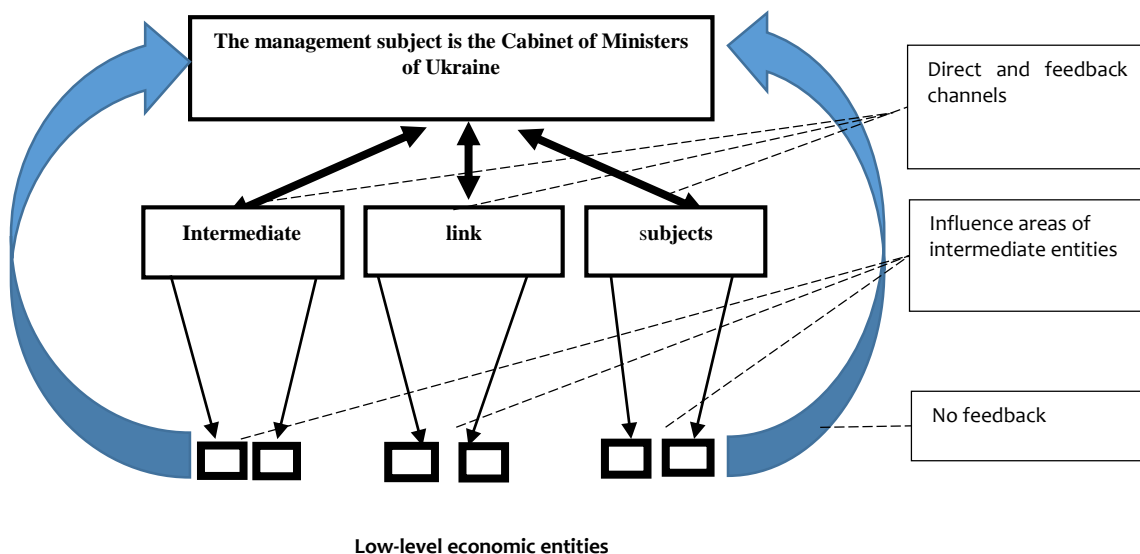 The management subject is the Cabinet of Ministers
of Ukraine
Direct and feedback
channels
Intermediate
link
subjects
Influence areas of
intermediate entities
No feedback
Low-level economic entities